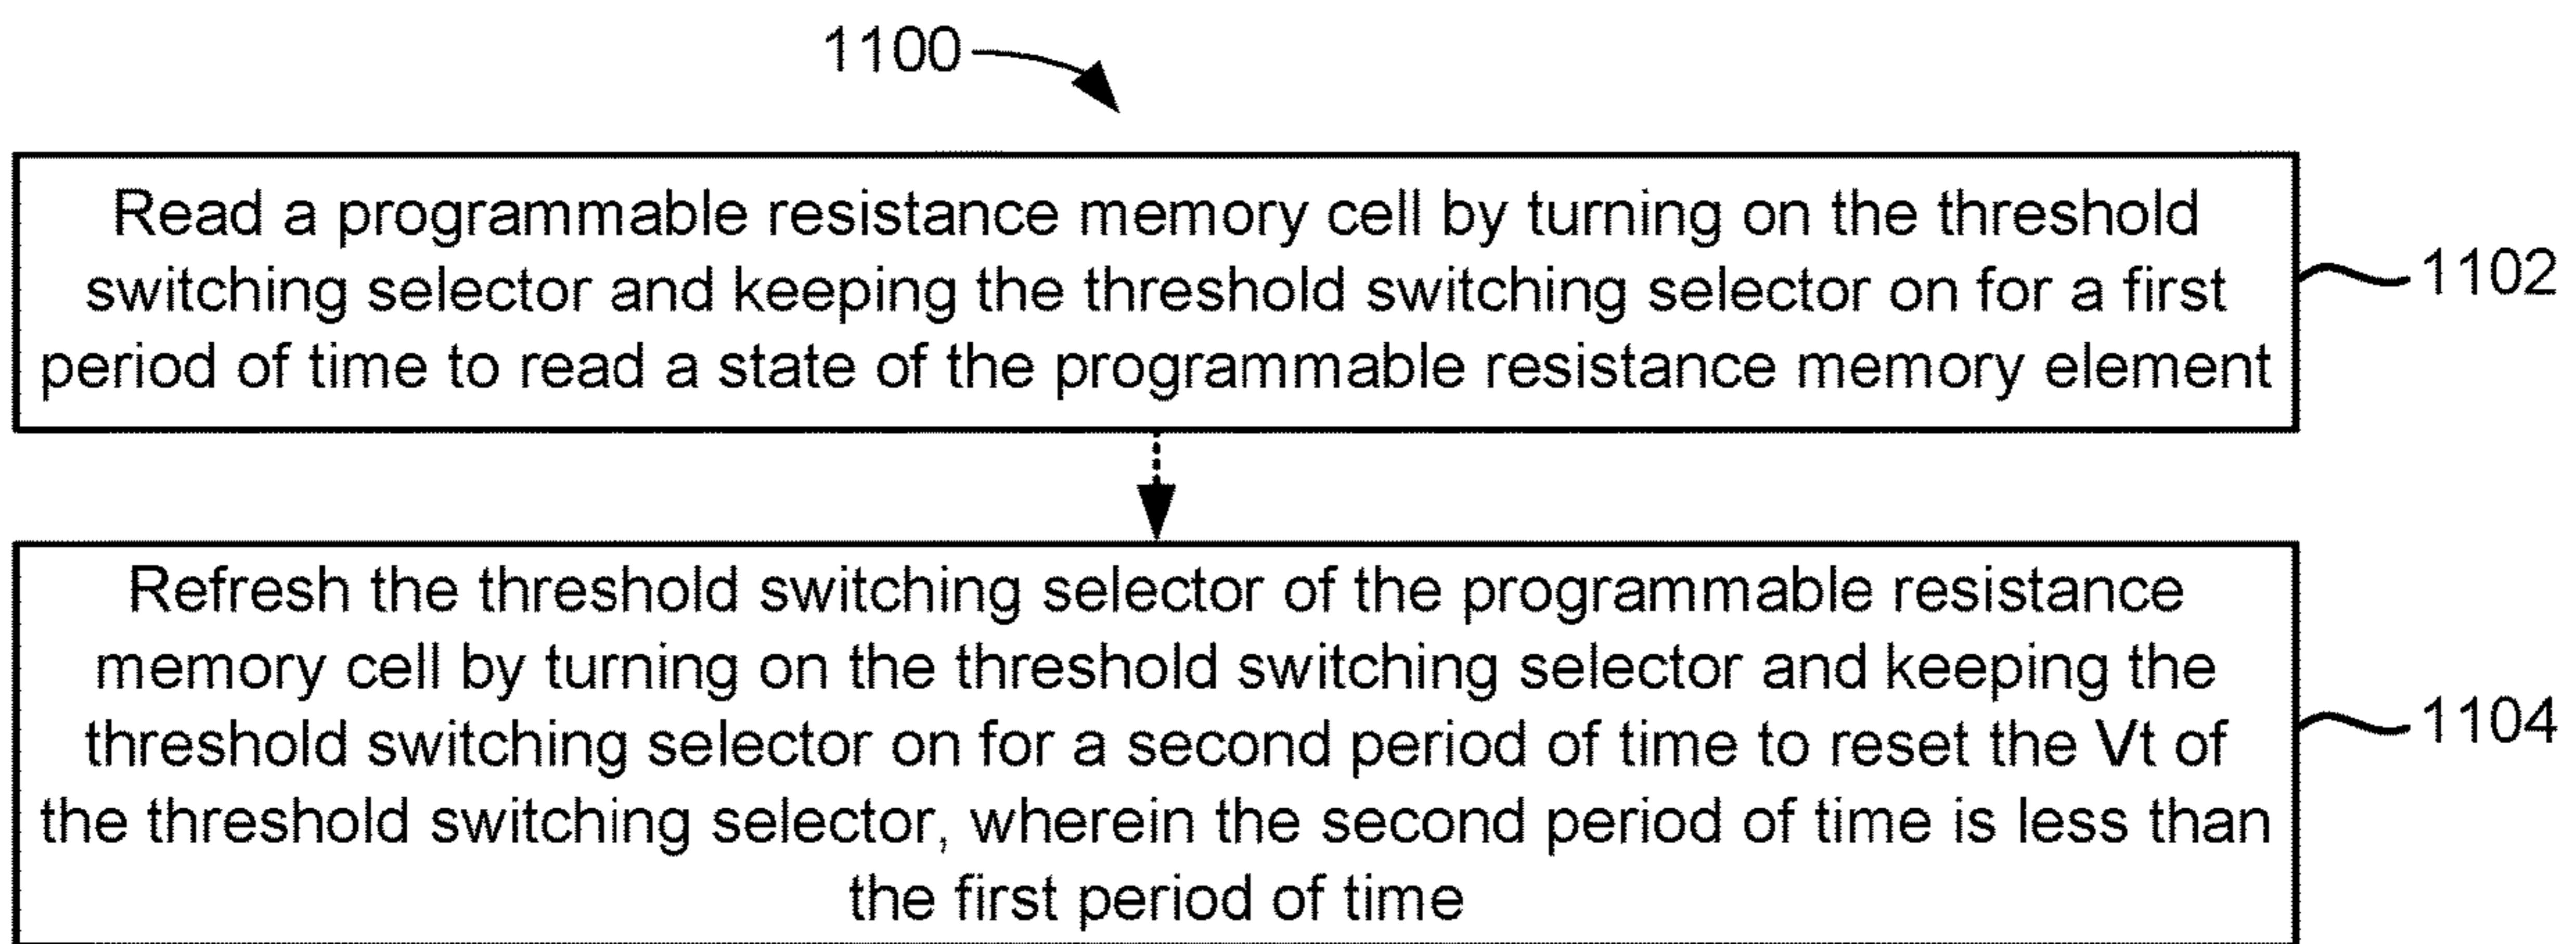 1100
Read a programmable resistance memory cell by turning on the threshold
switching selector and keeping the threshold switching selector on for a first
period of time to read a state of the programmable resistance memory element
1102
Refresh the threshold switching selector of the programmable resistance
memory cell by turning on the threshold switching selector and keeping the
threshold switching selector on for a second period of time to reset the Vt of
the threshold switching selector, wherein the second period of time is less than
the first period of time
1104